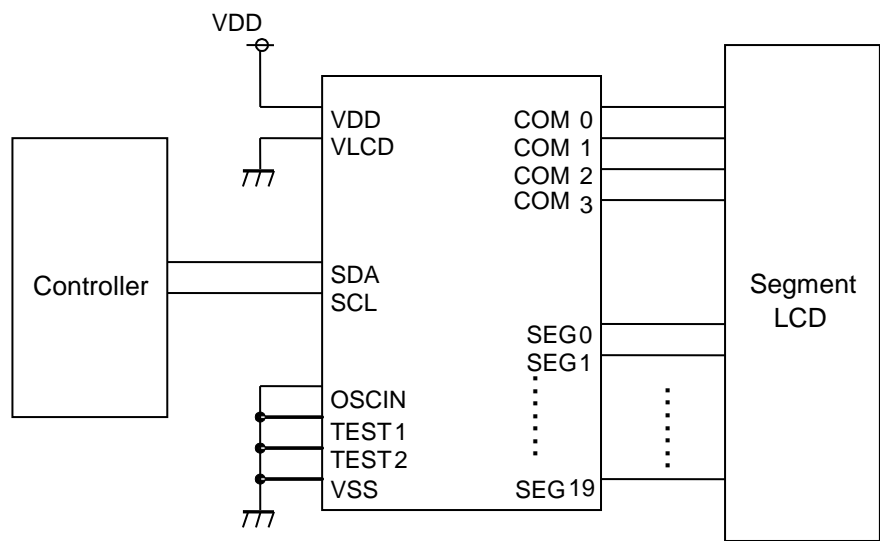 VDD
VDD
VLCD
SDA
SCL
OSCIN
TEST1
TEST2
VSS
COM 0
COM 1
COM 2
COM 3
SEG0
SEG1
SEG19
Controller
Segment
LCD